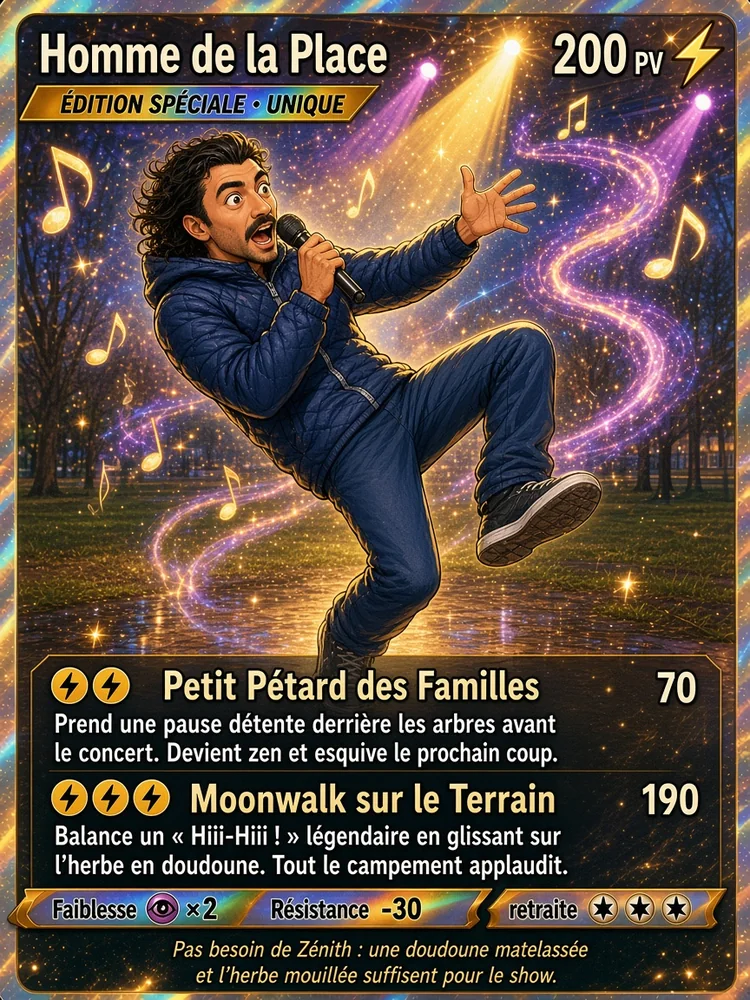 Homme de la Place
200 PV
ÉDITION SPÉCIALE • UNIQUE
Petit Pétard des Familles 70
Prend une pause détente derrière les arbres avant
le concert. Devient zen et esquive le prochain coup.
Moonwalk sur le Terrain 190
Balance un « Hiii-Hiii ! » légendaire en glissant sur
l'herbe en doudoune. Tout le campement applaudit.
Faiblesse ×2 Résistance -30 retraite
Pas besoin de Zénith : une doudoune matelassée
et l'herbe mouillée suffisent pour le show.